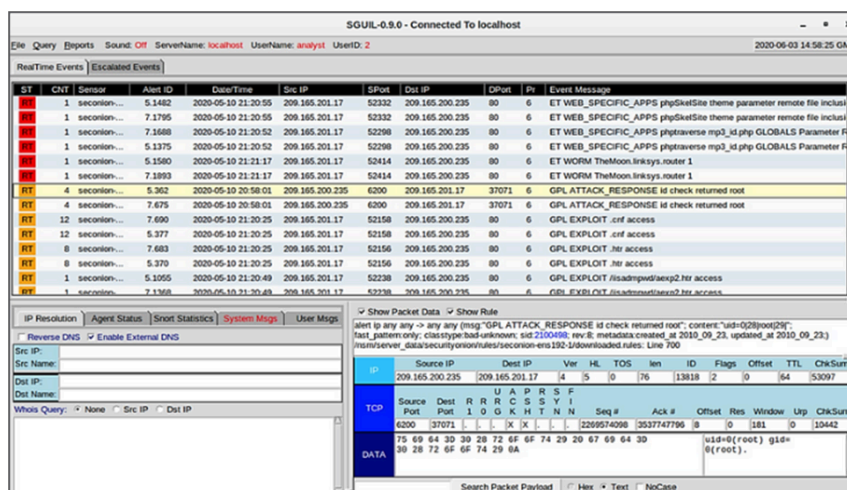 SGUIL-0.9.0 - Connected To localhost
File Query Reports Sound: Off ServerName: localhost UserName: analyst UserID: 2 2020-06-03 14:58:25 GM
RealTime Events Escalated Events
ST CNT Sensor Alert ID Date/Time Src IP SPort Dst IP DPort Pr Event Message
RT 1 seconion-... 5.1482 2020-05-10 21:20:55 209.165.201.17 52332 209.165.200.235 80 6 ET WEB_SPECIFIC_APPS phpSkelSite theme parameter remote file inclusi
RT 1 seconion-... 7.1795 2020-05-10 21:20:55 209.165.201.17 52332 209.165.200.235 80 6 ET WEB_SPECIFIC_APPS phpSkelSite theme parameter remote file inclusi
RT 1 seconion-... 7.1688 2020-05-10 21:20:52 209.165.201.17 52298 209.165.200.235 80 6 ET WEB_SPECIFIC_APPS phptraverse mp3_id.php GLOBALS Parameter R
RT 1 seconion-... 5.1375 2020-05-10 21:20:52 209.165.201.17 52298 209.165.200.235 80 6 ET WEB_SPECIFIC_APPS phptraverse mp3_id.php GLOBALS Parameter R
RT 1 seconion-... 5.1580 2020-05-10 21:21:17 209.165.201.17 52414 209.165.200.235 80 6 ET WORM TheMoon.linksys.router 1
RT 1 seconion-... 7.1893 2020-05-10 21:21:17 209.165.201.17 52414 209.165.200.235 80 6 ET WORM TheMoon.linksys.router 1
RT 4 seconion-... 5.362 2020-05-10 20:58:01 209.165.200.235 6200 209.165.201.17 37071 6 GPL ATTACK_RESPONSE id check returned root
RT 4 seconion-... 7.675 2020-05-10 20:58:01 209.165.200.235 6200 209.165.201.17 37071 6 GPL ATTACK_RESPONSE id check returned root
RT 12 seconion-... 7.690 2020-05-10 21:20:25 209.165.201.17 52158 209.165.200.235 80 6 GPL EXPLOIT .cnf access
RT 12 seconion-... 5.377 2020-05-10 21:20:25 209.165.201.17 52158 209.165.200.235 80 6 GPL EXPLOIT .cnf access
RT 8 seconion-... 7.683 2020-05-10 21:20:25 209.165.201.17 52156 209.165.200.235 80 6 GPL EXPLOIT .htr access
RT 8 seconion-... 5.370 2020-05-10 21:20:25 209.165.201.17 52156 209.165.200.235 80 6 GPL EXPLOIT .htr access
RT 1 seconion-... 5.1055 2020-05-10 21:20:49 209.165.201.17 52238 209.165.200.235 80 6 GPL EXPLOIT /iisadmpwd/aexp2.htr access
RT 1 seconion-... 7.1368 2020-05-10 21:20:49 209.165.201.17 52238 209.165.200.235 80 6 GPL EXPLOIT /iisadmpwd/aexp2.htr access
IP Resolution Agent Status Snort Statistics System Msgs User Msgs
Reverse DNS Enable External DNS
Src IP:
Src Name:
Dst IP:
Dst Name:
Whois Query: None Src IP Dst IP
Show Packet Data Show Rule
alert ip any any -> any any (msg:"GPL ATTACK_RESPONSE id check returned root"; content:"uid=0|28|root|29|";
fast_pattern:only; classtype:bad-unknown; sid:2100498; rev:8; metadata:created_at 2010_09_23, updated_at 2010_09_23;)
/nsm/server_data/securityonion/rules/seconion-ens192-1/downloaded.rules: Line 700
IP
Source IP Dest IP Ver HL TOS len ID Flags Offset TTL ChkSum
209.165.200.235 209.165.201.17 4 5 0 76 13818 2 0 64 53097
TCP
U A P R S F
Source Dest R R R C S S Y I
Port Port 1 0 G K H T N N Seq # Ack # Offset Res Window Urp ChkSum
6200 37071 . . . X X . . . 2269574098 3537747796 8 0 181 0 10442
DATA
75 69 64 3D 30 28 72 6F 6F 74 29 20 67 69 64 3D uid=0(root) gid=
30 28 72 6F 6F 74 29 0A 0(root).
Search Packet Payload Hex Text NoCase